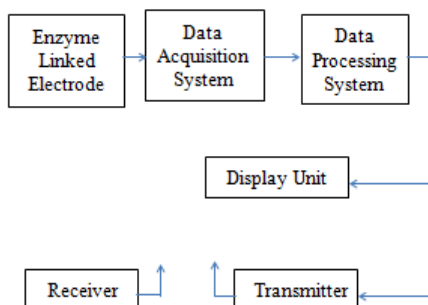 Enzyme
Linked
Electrode
Data
Acquisition
System
Data
Processing
System
Display Unit
Receiver
Transmitter